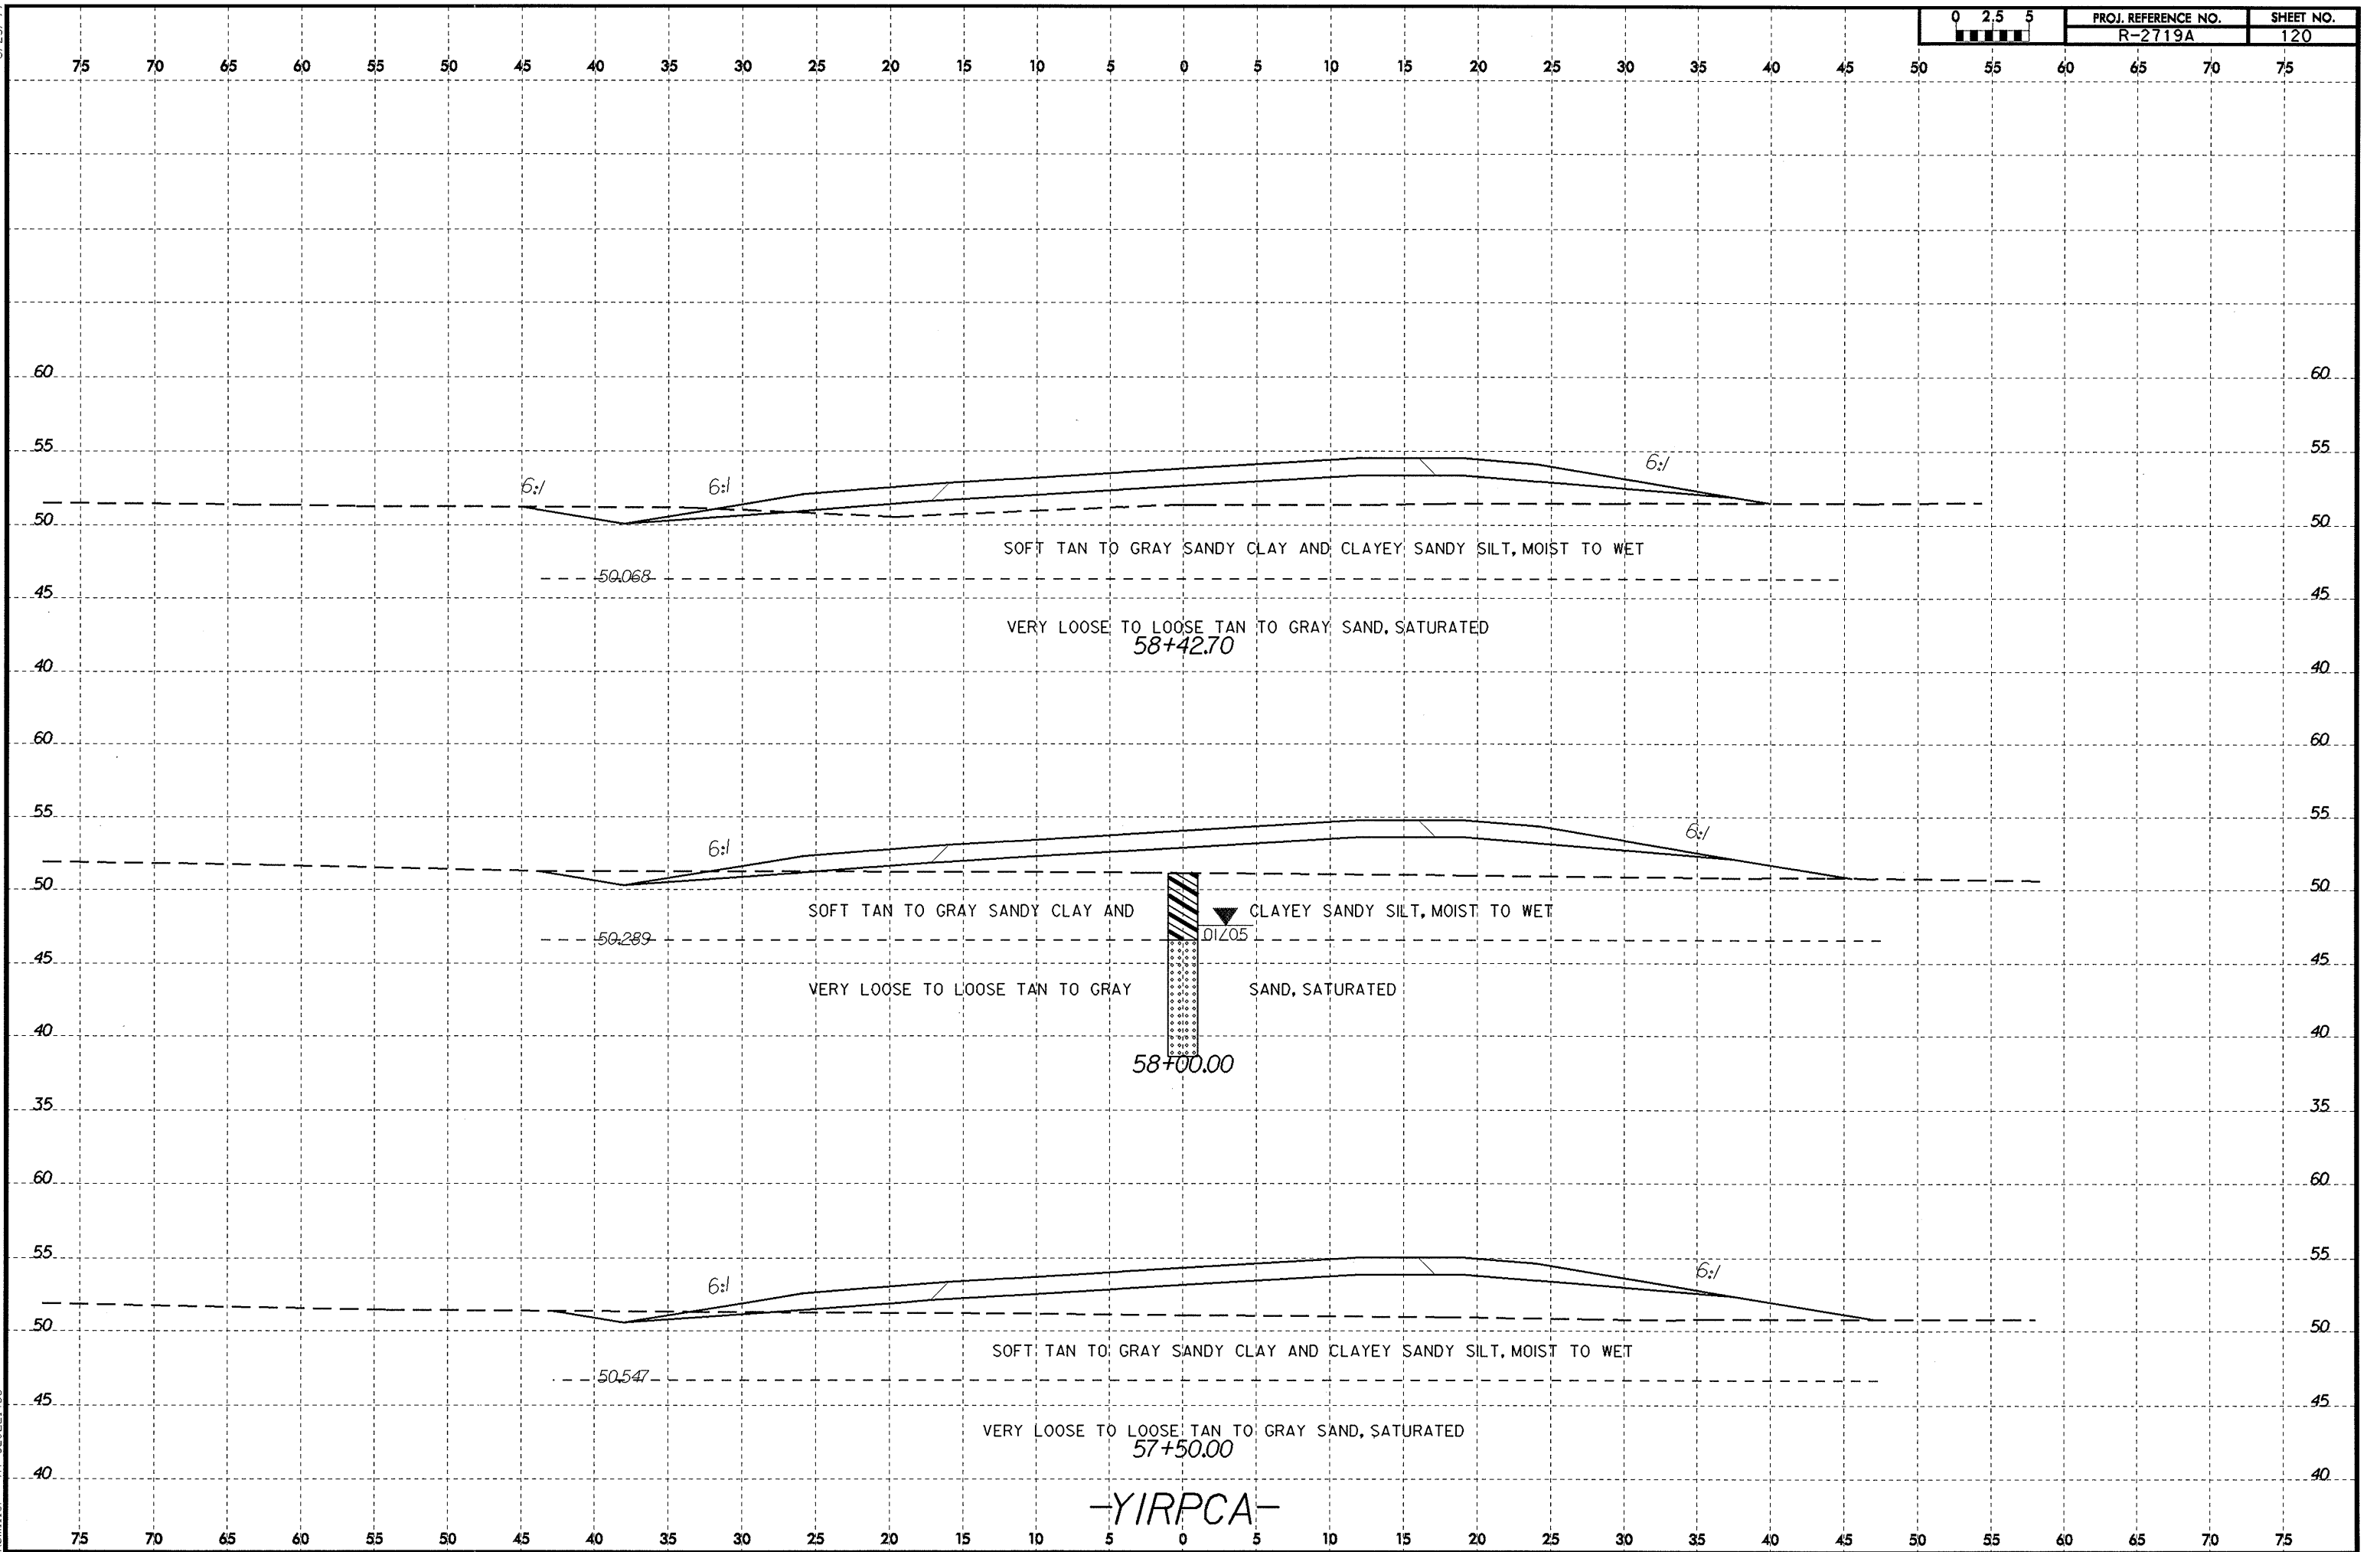 0 2.5 5 PROJ. REFERENCE NO. SHEET NO.
R-2719A 120
75 70 65 60 55 50 45 40 35 30 25 20 15 10 5 0 5 10 15 20 25 30 35 40 45 50 55 60 65 70 75
60 60
55 55
6:1 6:1 6:1
50 50
SOFT TAN TO GRAY SANDY CLAY AND CLAYEY SANDY SILT, MOIST TO WET
50.068
45 45
VERY LOOSE TO LOOSE TAN TO GRAY SAND, SATURATED
58+42.70
40 40
60 60
55 55
6:1 6:1
50 50
SOFT TAN TO GRAY SANDY CLAY AND CLAYEY SANDY SILT, MOIST TO WET
50.289 01/05
45 45
VERY LOOSE TO LOOSE TAN TO GRAY SAND, SATURATED
40 40
58+00.00
35 35
60 60
55 55
6:1 6:1
50 50
SOFT TAN TO GRAY SANDY CLAY AND CLAYEY SANDY SILT, MOIST TO WET
50.547
45 45
VERY LOOSE TO LOOSE TAN TO GRAY SAND, SATURATED
57+50.00
40 40
-Y1RPCA-
75 70 65 60 55 50 45 40 35 30 25 20 15 10 5 0 5 10 15 20 25 30 35 40 45 50 55 60 65 70 75